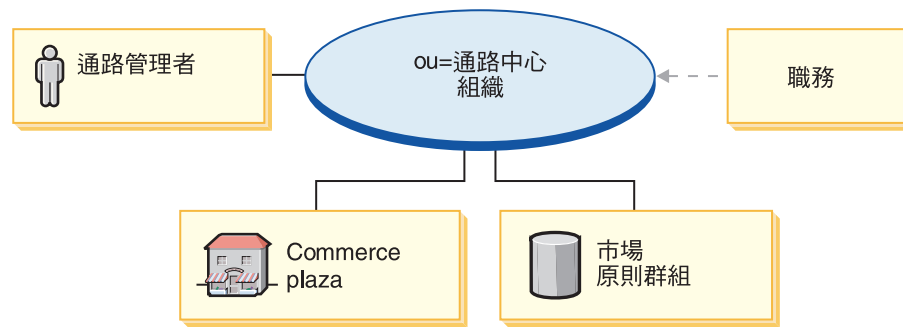 通路管理者
ou=通路中心
組織
職務
Commerce
plaza
市場
原則群組